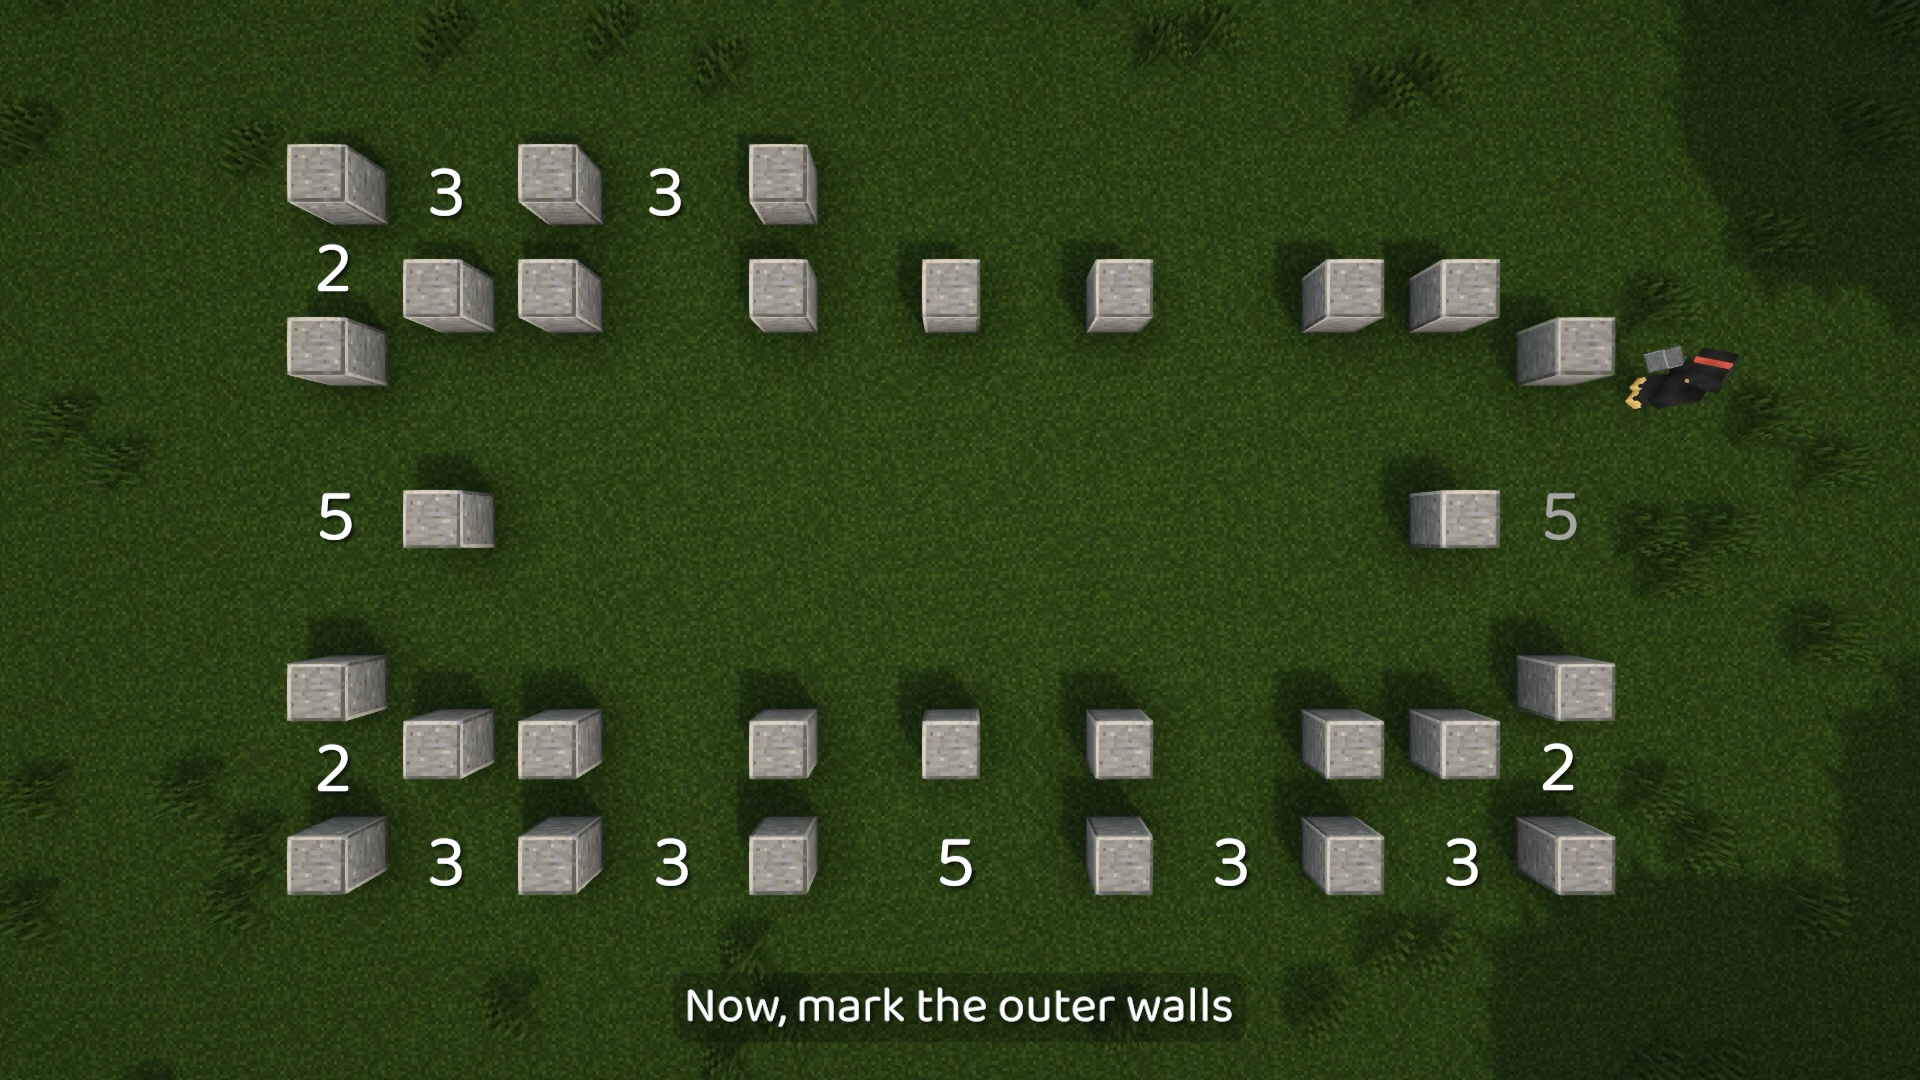 3 3
2
5 5
2 2
3 3 5 3 3
Now, mark the outer walls